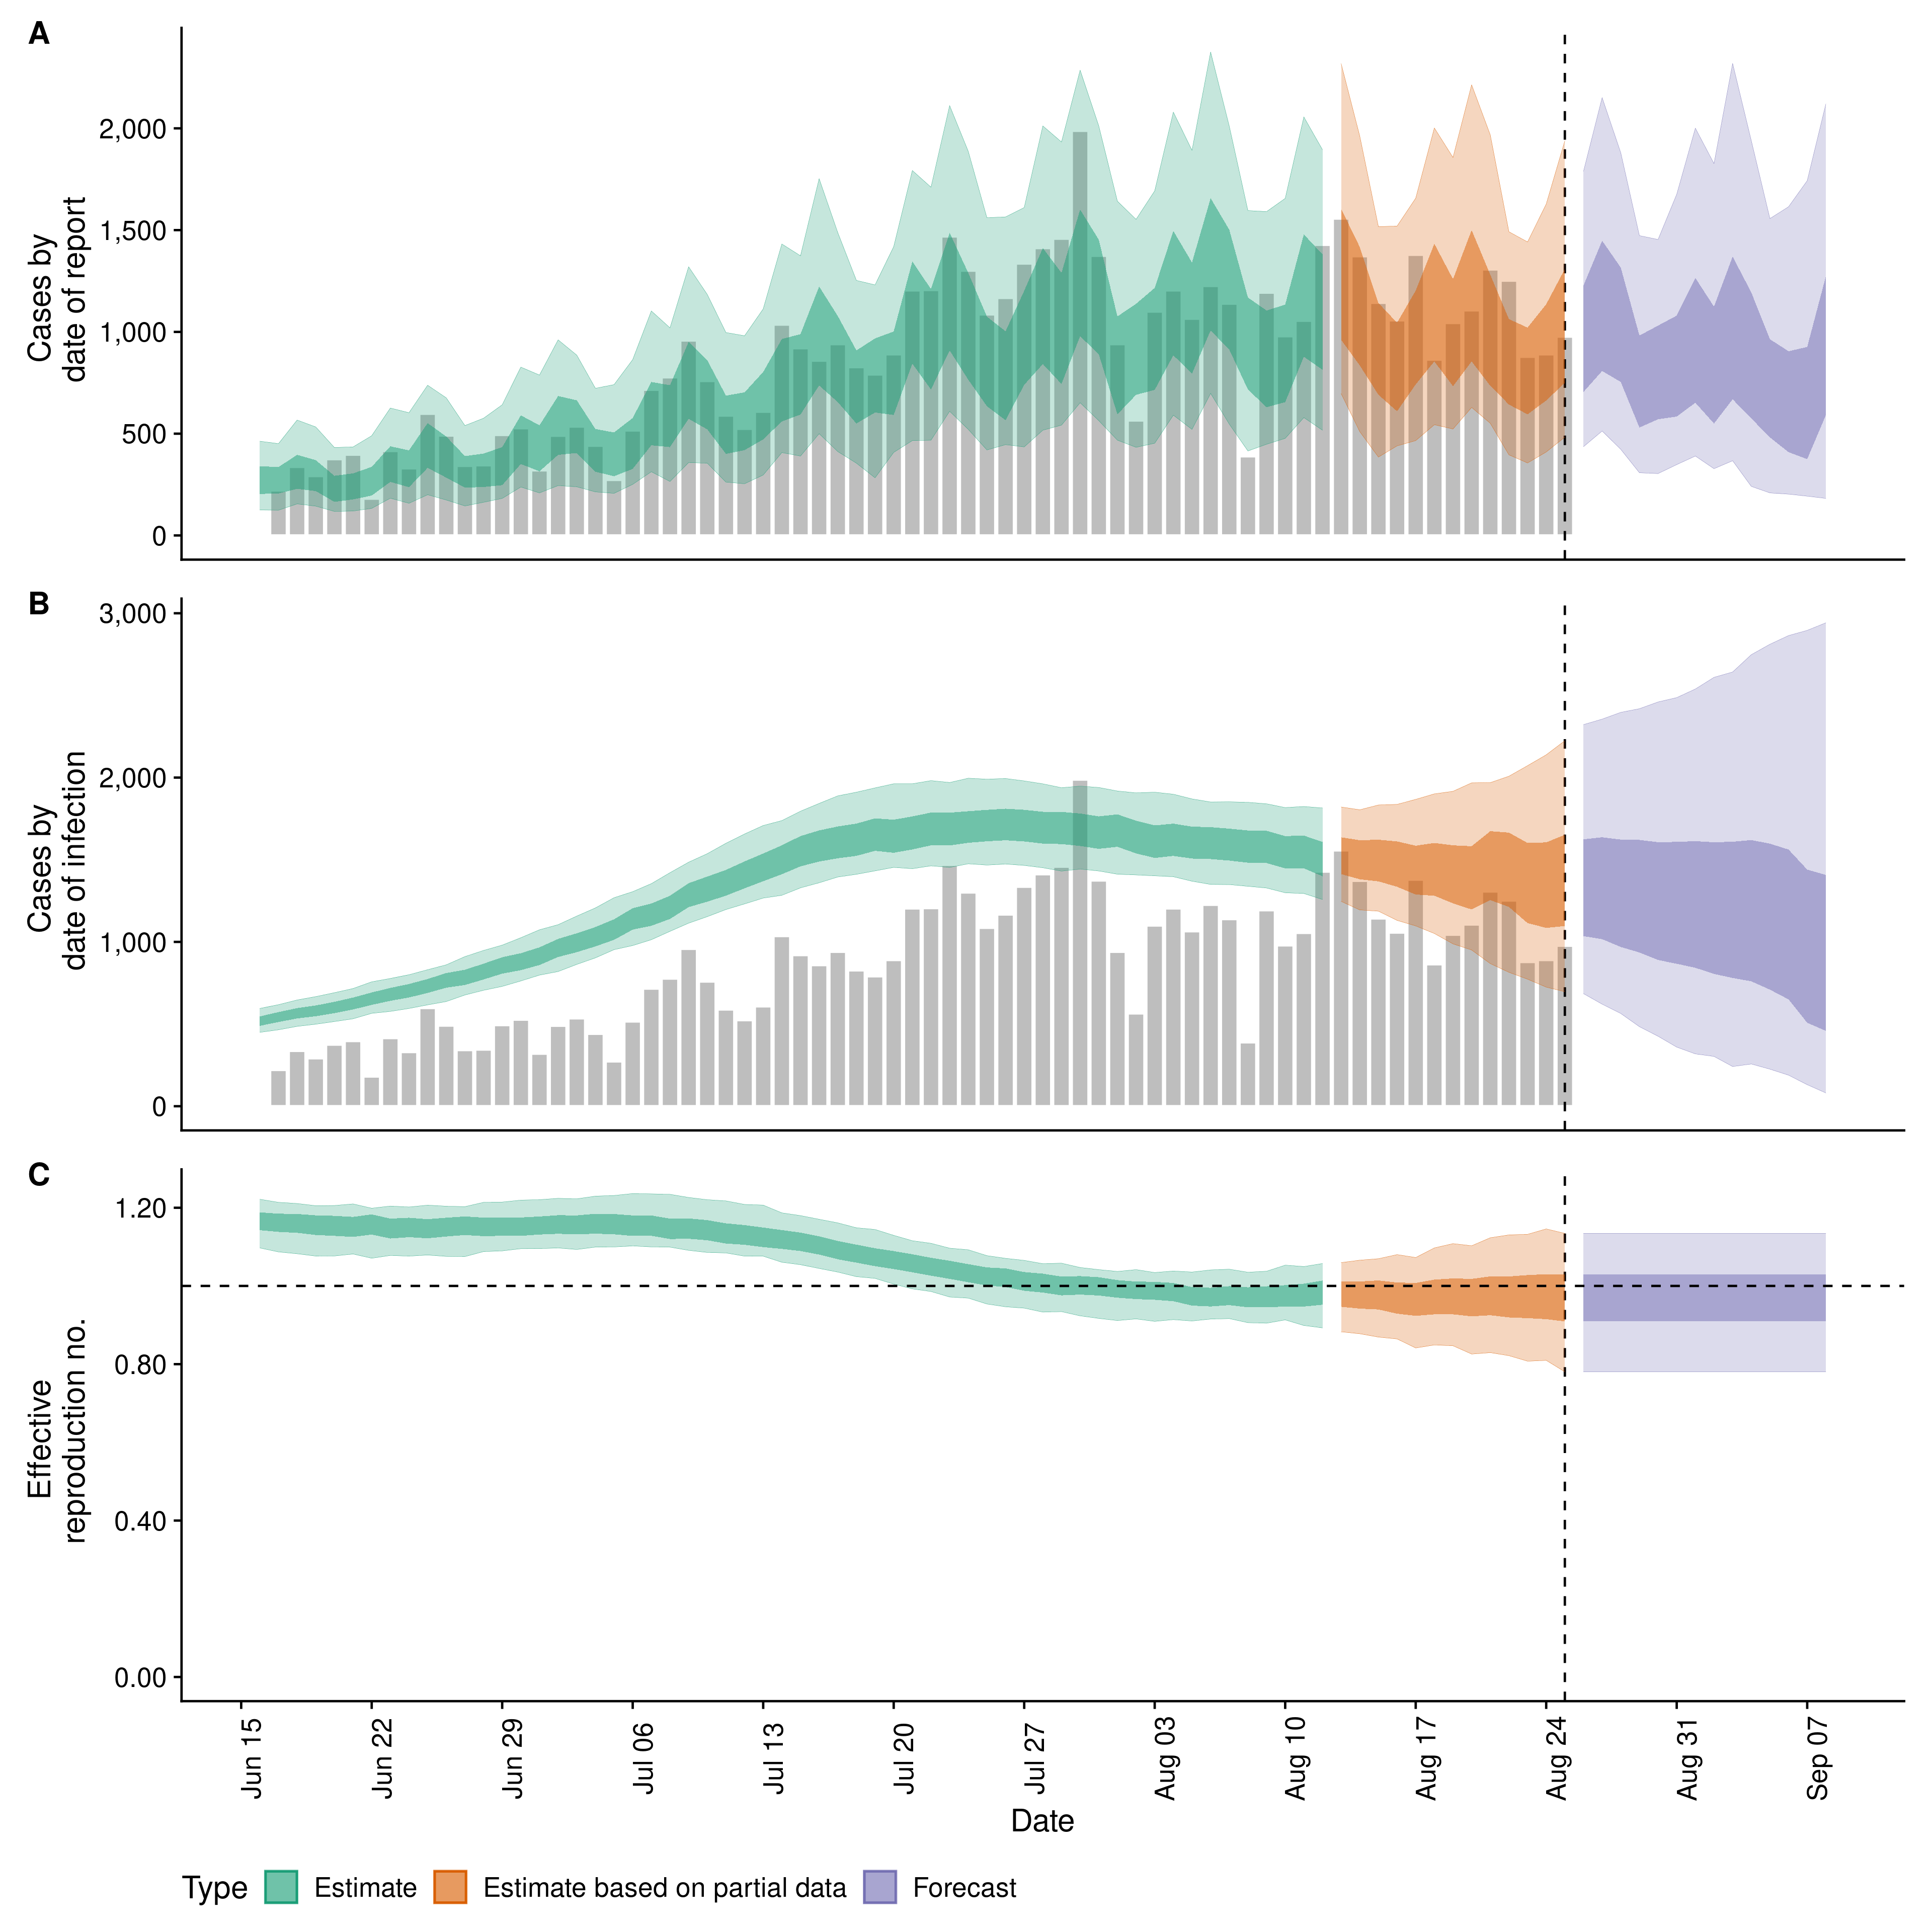 A
Cases by
date of report
2,000
1,500
1,000
500
0
B
Cases by
date of infection
3,000
2,000
1,000
0
C
Effective
reproduction no.
1.20
0.80
0.40
0.00
Jun 15
Jun 22
Jun 29
Jul 06
Jul 13
Jul 20
Jul 27
Aug 03
Aug 10
Aug 17
Aug 24
Aug 31
Sep 07
Date
Type Estimate Estimate based on partial data Forecast